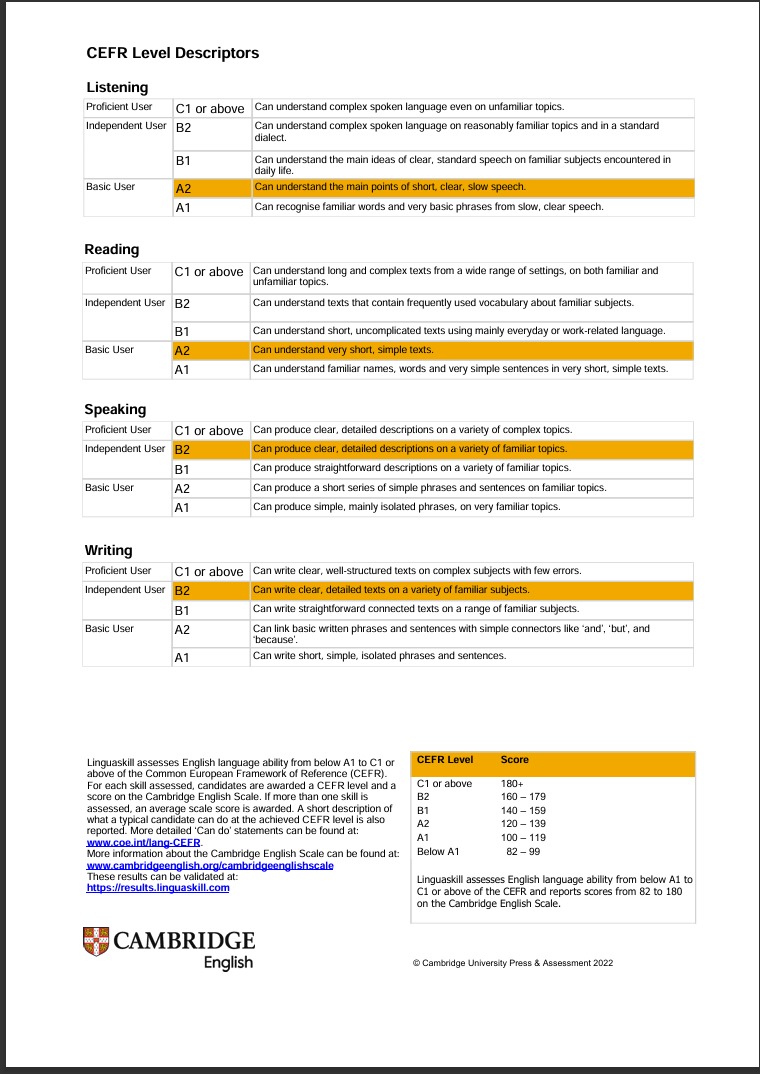 CEFR Level Descriptors
Listening
Proficient User C1 or above Can understand complex spoken language even on unfamiliar topics.
Independent User B2 Can understand complex spoken language on reasonably familiar topics and in a standard
dialect.
B1 Can understand the main ideas of clear, standard speech on familiar subjects encountered in
daily life.
Basic User A2 Can understand the main points of short, clear, slow speech.
A1 Can recognise familiar words and very basic phrases from slow, clear speech.
Reading
Proficient User C1 or above Can understand long and complex texts from a wide range of settings, on both familiar and
unfamiliar topics.
Independent User B2 Can understand texts that contain frequently used vocabulary about familiar subjects.
B1 Can understand short, uncomplicated texts using mainly everyday or work-related language.
Basic User A2 Can understand very short, simple texts.
A1 Can understand familiar names, words and very simple sentences in very short, simple texts.
Speaking
Proficient User C1 or above Can produce clear, detailed descriptions on a variety of complex topics.
Independent User B2 Can produce clear, detailed descriptions on a variety of familiar topics.
B1 Can produce straightforward descriptions on a variety of familiar topics.
Basic User A2 Can produce a short series of simple phrases and sentences on familiar topics.
A1 Can produce simple, mainly isolated phrases, on very familiar topics.
Writing
Proficient User C1 or above Can write clear, well-structured texts on complex subjects with few errors.
Independent User B2 Can write clear, detailed texts on a variety of familiar subjects.
B1 Can write straightforward connected texts on a range of familiar subjects.
Basic User A2 Can link basic written phrases and sentences with simple connectors like ‘and’, ‘but’, and
‘because’.
A1 Can write short, simple, isolated phrases and sentences.
Linguaskill assesses English language ability from below A1 to C1 or
above of the Common European Framework of Reference (CEFR).
For each skill assessed, candidates are awarded a CEFR level and a
score on the Cambridge English Scale. If more than one skill is
assessed, an average scale score is awarded. A short description of
what a typical candidate can do at the achieved CEFR level is also
reported. More detailed ‘Can do’ statements can be found at:
www.coe.int/lang-CEFR.
More information about the Cambridge English Scale can be found at:
www.cambridgeenglish.org/cambridgeenglishscale
These results can be validated at:
https://results.linguaskill.com
CEFR Level Score
C1 or above 180+
B2 160 – 179
B1 140 – 159
A2 120 – 139
A1 100 – 119
Below A1 82 – 99
Linguaskill assesses English language ability from below A1 to
C1 or above of the CEFR and reports scores from 82 to 180
on the Cambridge English Scale.
CAMBRIDGE
English
© Cambridge University Press & Assessment 2022